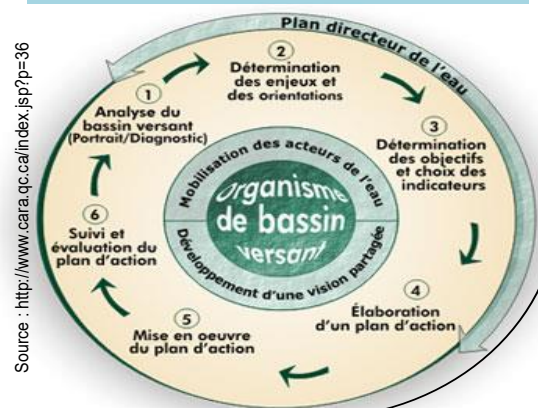 Plan directeur de l'eau
1
Analyse du
bassin versant
(Portrait/Diagnostic)
2
Détermination
des enjeux et
des orientations
3
Détermination
des objectifs
et choix des
indicateurs
4
Élaboration
d'un plan d'action
5
Mise en oeuvre
du plan d'action
6
Suivi et
évaluation du
plan d'action
Mobilisation des acteurs de l'eau
Organisme
de bassin
versant
Développement d'une vision partagée
Source : http://www.cara.qc.ca/index.jsp?p=36